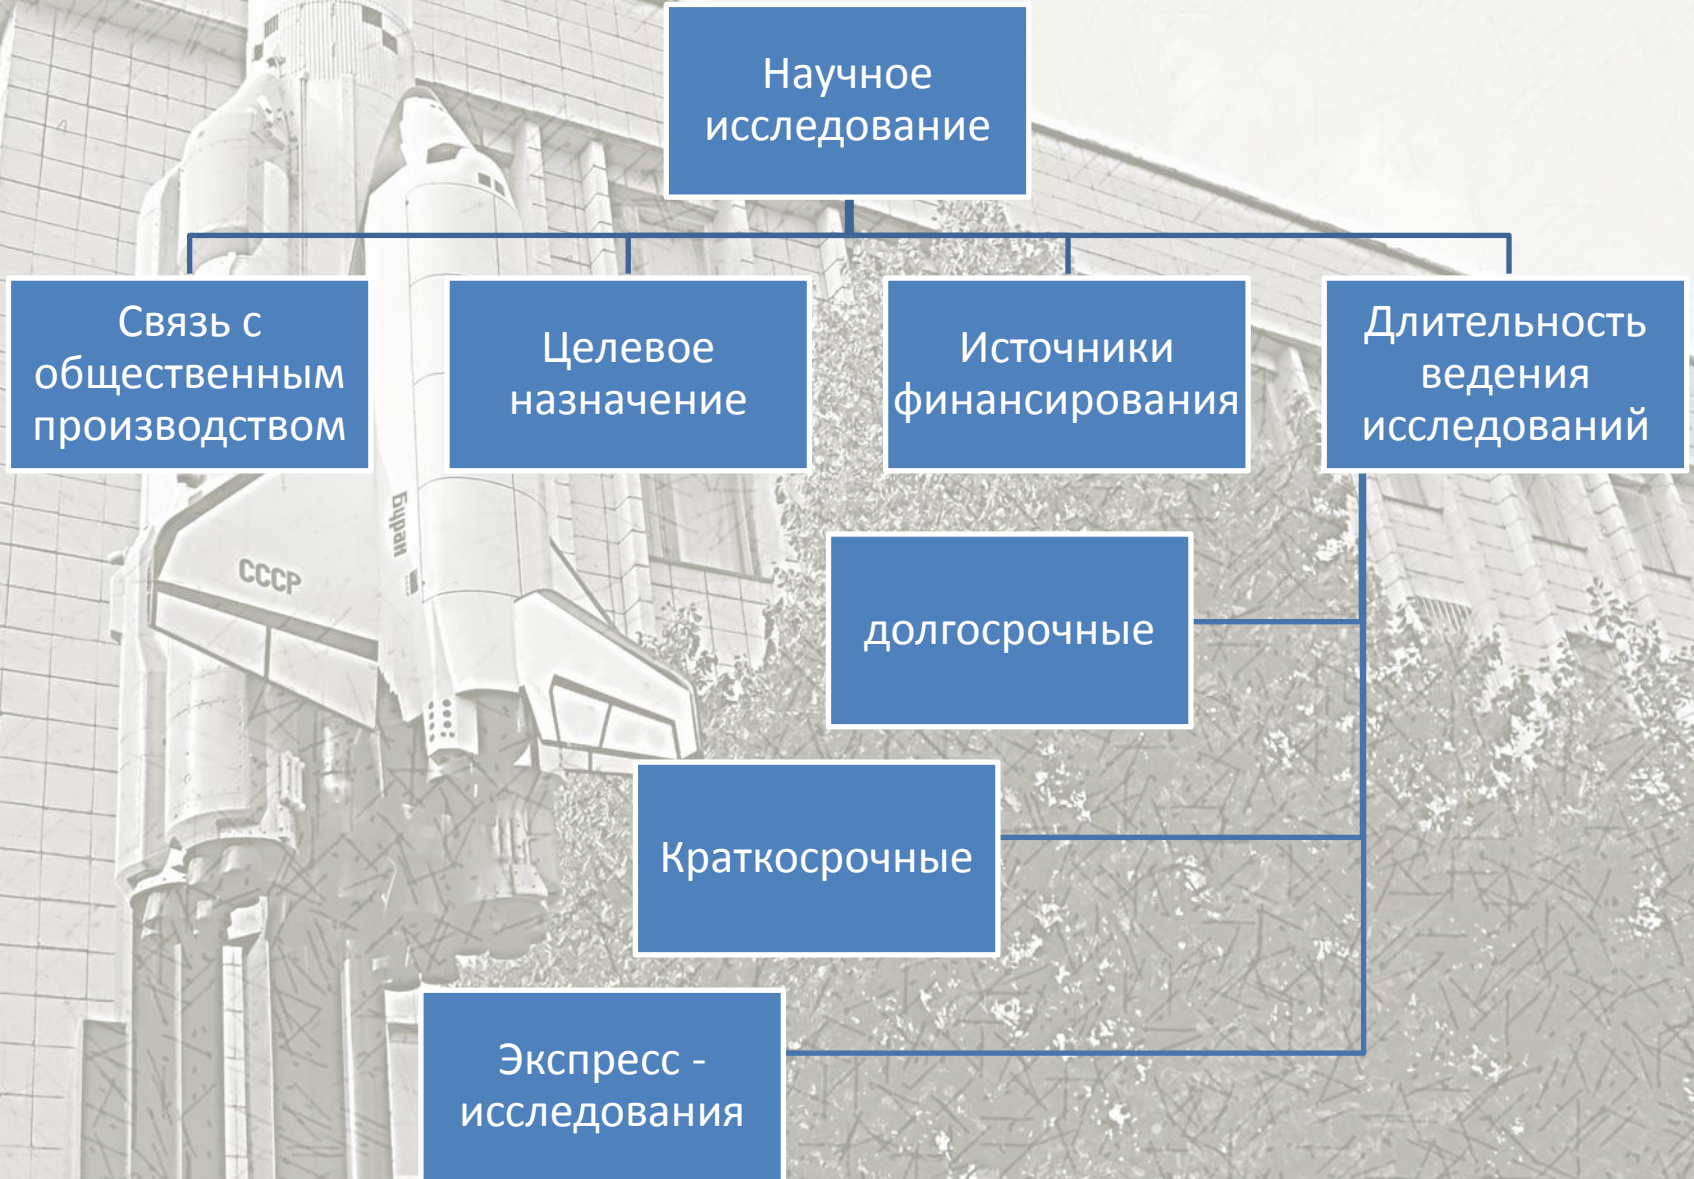 Научное
исследование
Связь с
общественным
производством
Целевое
назначение
Источники
финансирования
Длительность
ведения
исследований
долгосрочные
Краткосрочные
Экспресс -
исследования
СССР
Буран